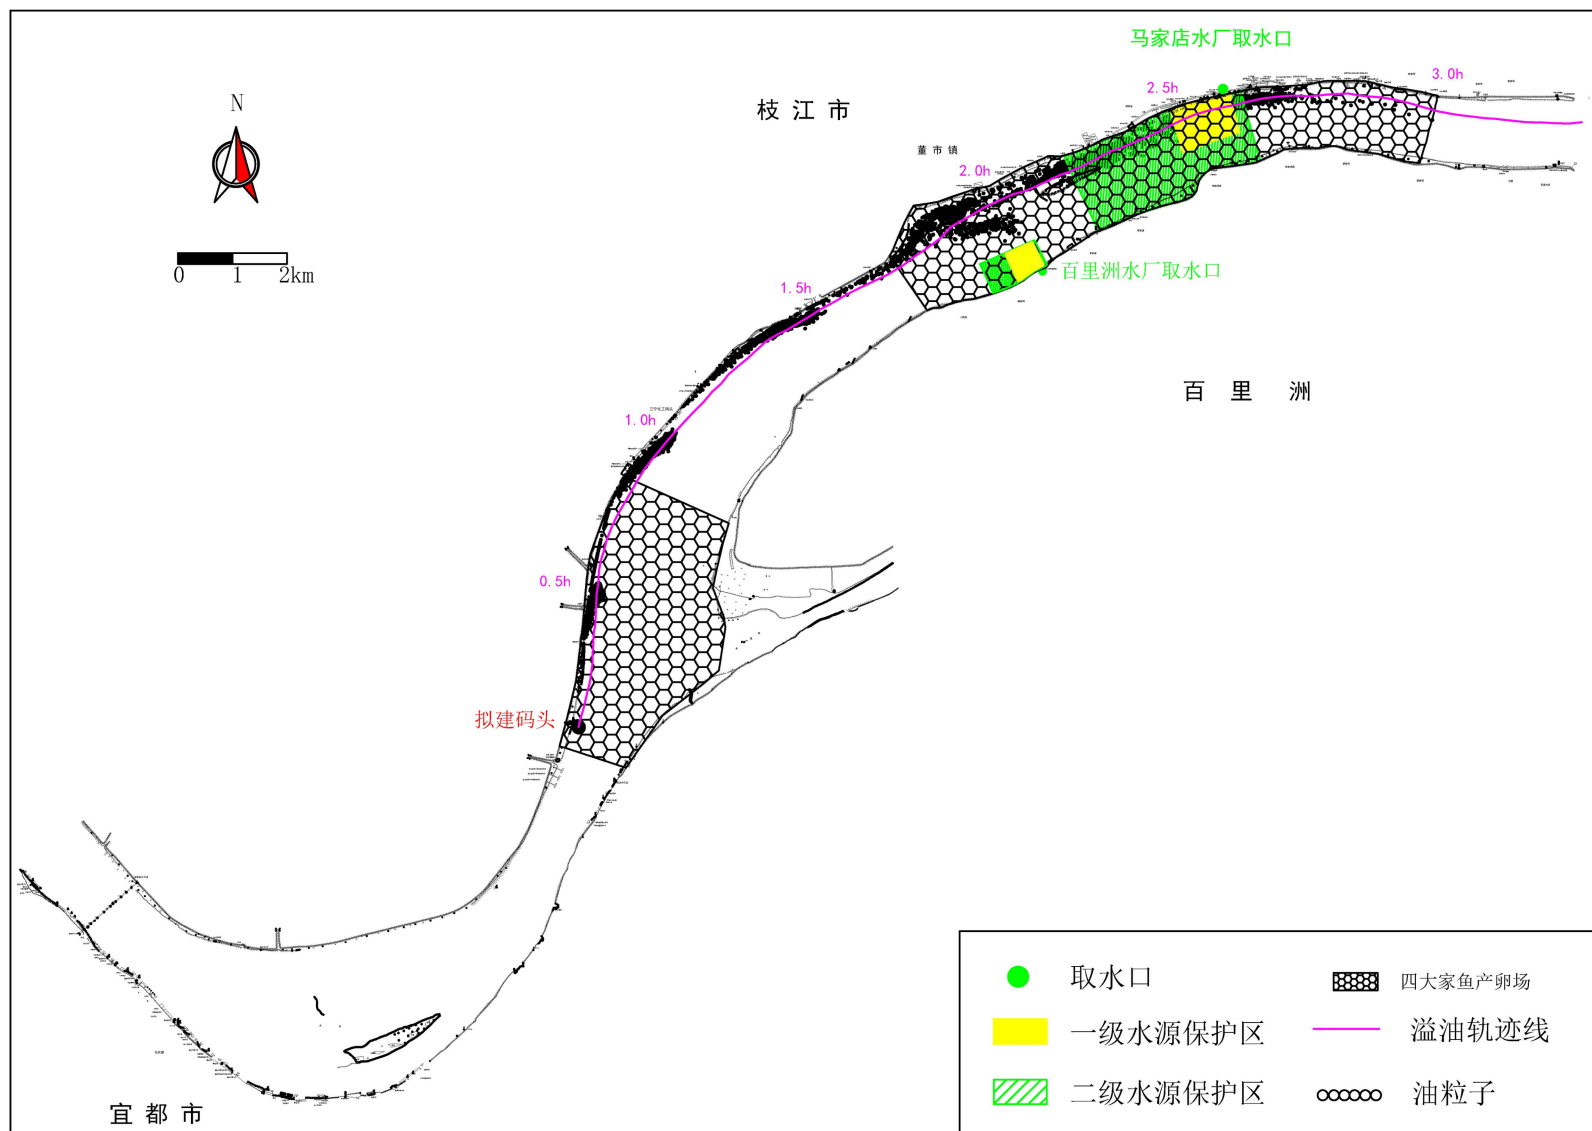 马家店水厂取水口
3.0h
2.5h
N
枝江市
董市镇
2.0h
0 1 2km
百里洲水厂取水口
1.5h
百里洲
1.0h
0.5h
拟建码头
取水口
四大家鱼产卵场
一级水源保护区
溢油轨迹线
二级水源保护区
油粒子
宜都市